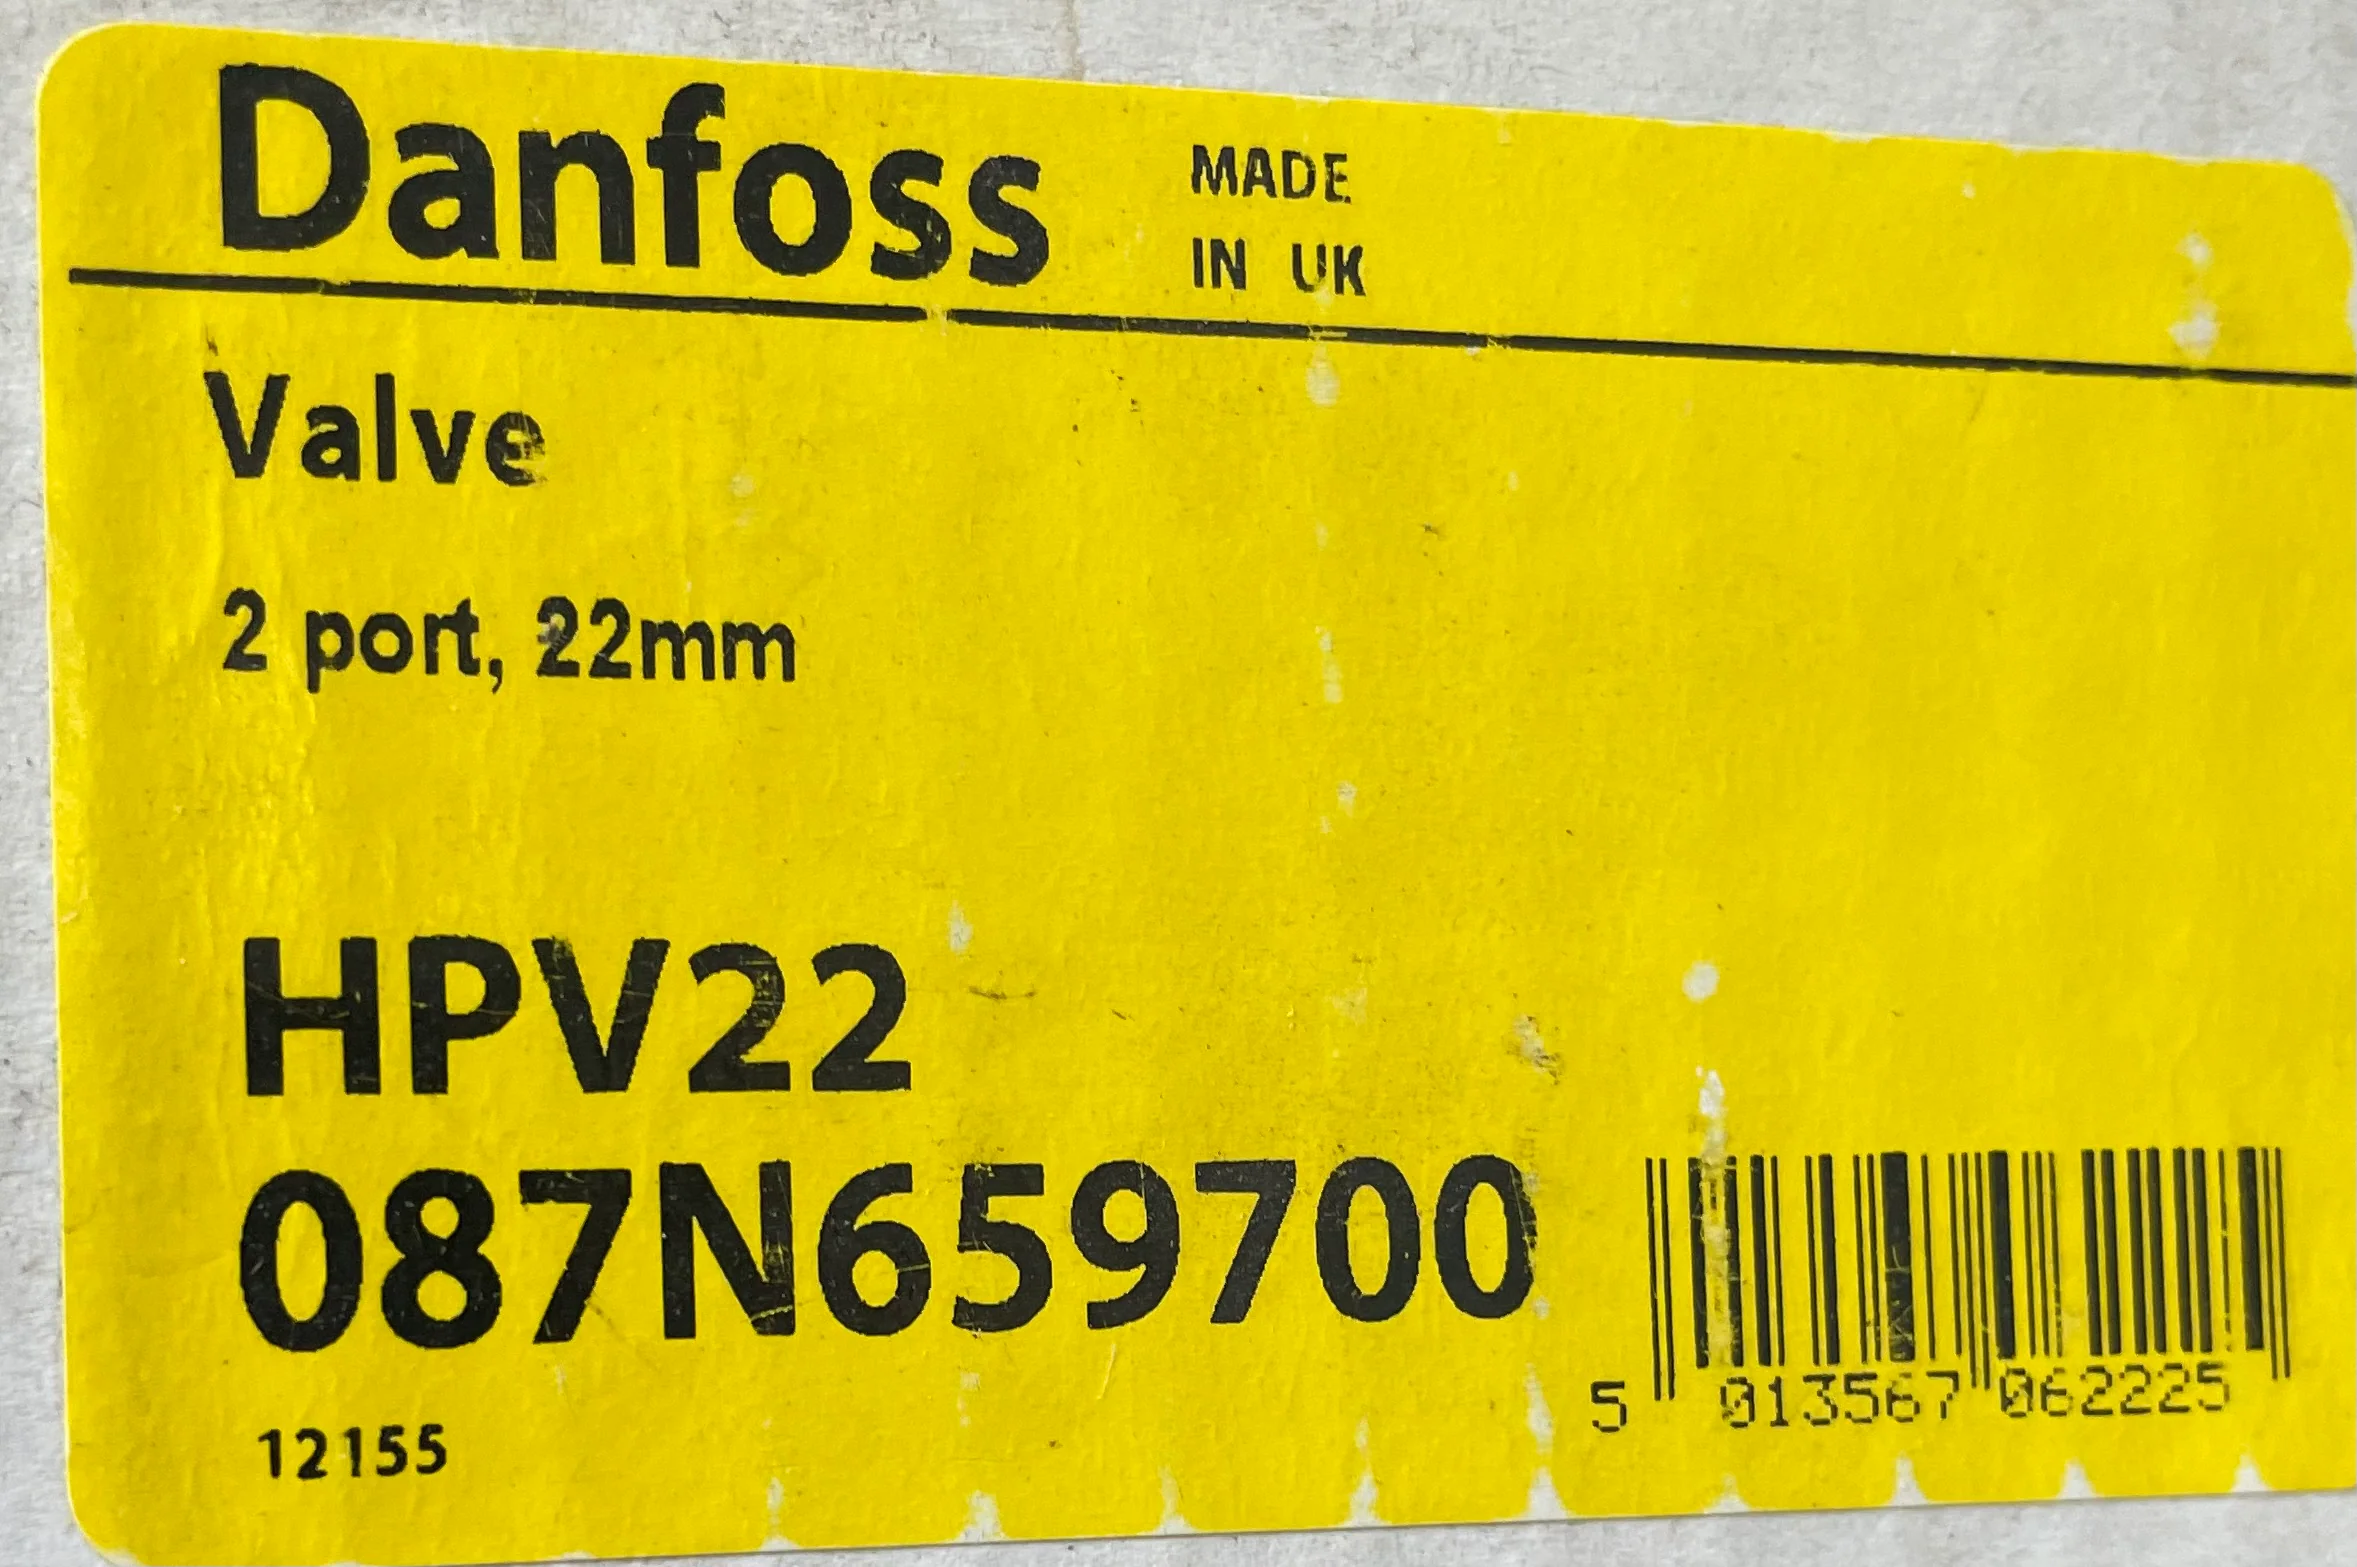 Danfoss
MADE
IN UK
Valve
2 port, 22mm
HPV22
087N659700
12155
5 013567 062225